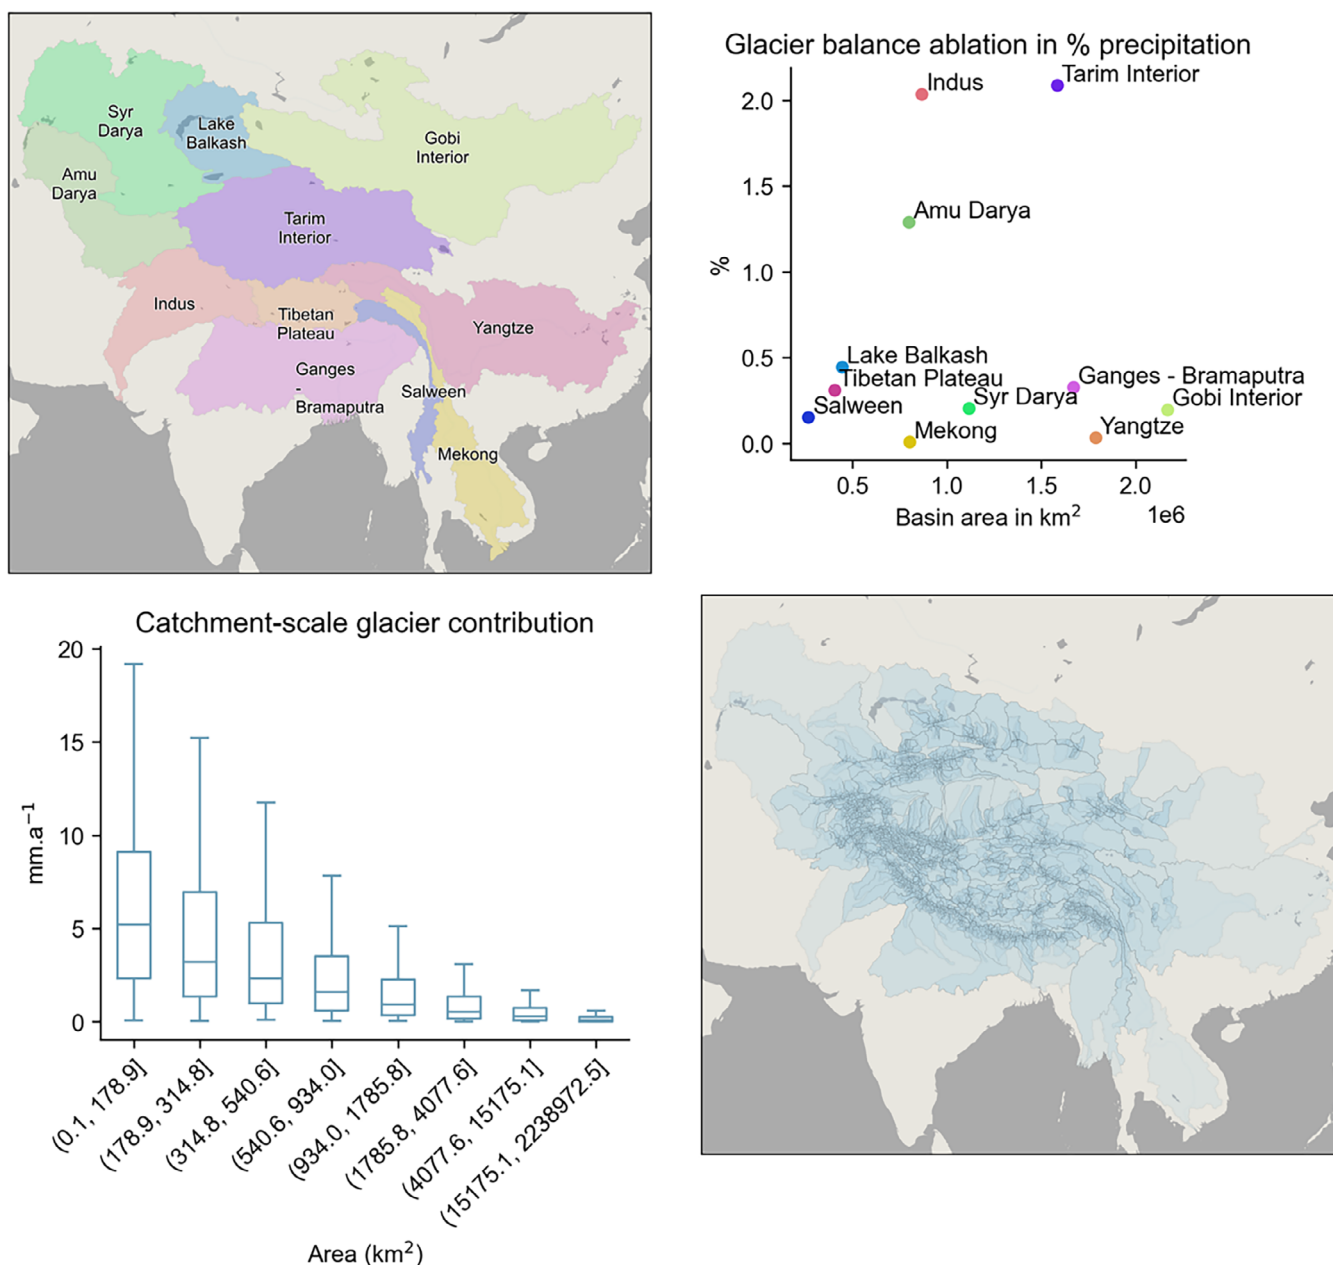 Syr
Darya
Lake
Balkash
Gobi
Interior
Amu
Darya
Tarim
Interior
Indus
Tibetan
Plateau
Yangtze
Ganges
-
Bramaputra
Salween
Mekong
Glacier balance ablation in % precipitation
Indus
Tarim Interior
Amu Darya
Lake Balkash
Tibetan Plateau
Ganges - Bramaputra
Salween
Syr Darya
Gobi Interior
Mekong
Yangtze
2.0
1.5
1.0
0.5
0.0
%
0.5 1.0 1.5 2.0
Basin area in km²
1e6
Catchment-scale glacier contribution
20
15
10
5
0
mm.a⁻¹
(0.1, 178.9]
(178.9, 314.8]
(314.8, 540.6]
(540.6, 934.0]
(934.0, 1785.8]
(1785.8, 4077.6]
(4077.6, 15175.1]
(15175.1, 2238972.5]
Area (km²)